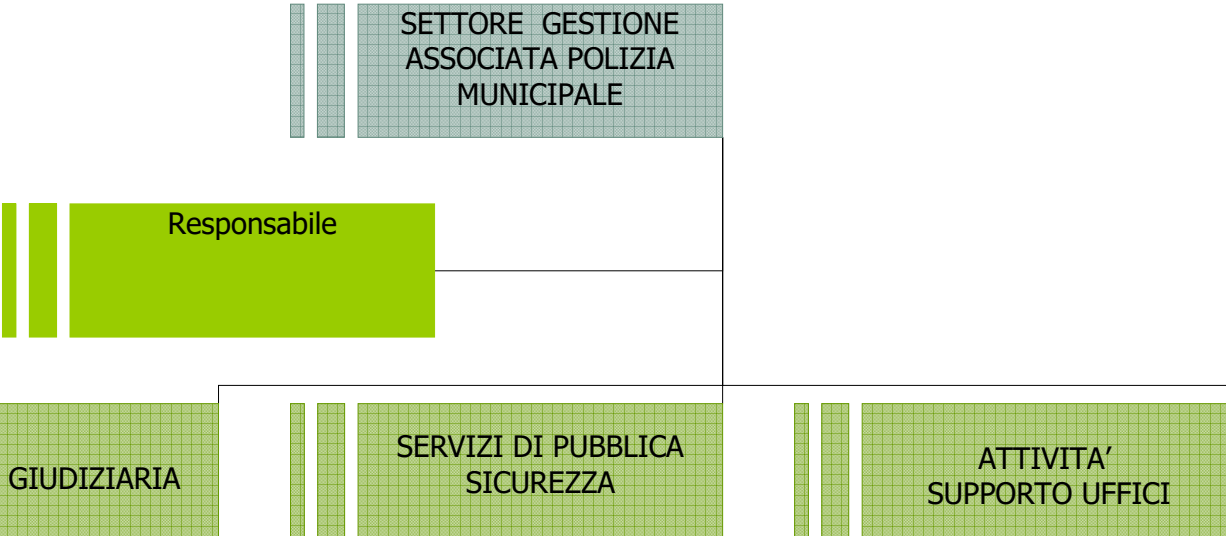 SETTORE GESTIONE
ASSOCIATA POLIZIA
MUNICIPALE
Responsabile
GIUDIZIARIA
SERVIZI DI PUBBLICA
SICUREZZA
ATTIVITA’
SUPPORTO UFFICI